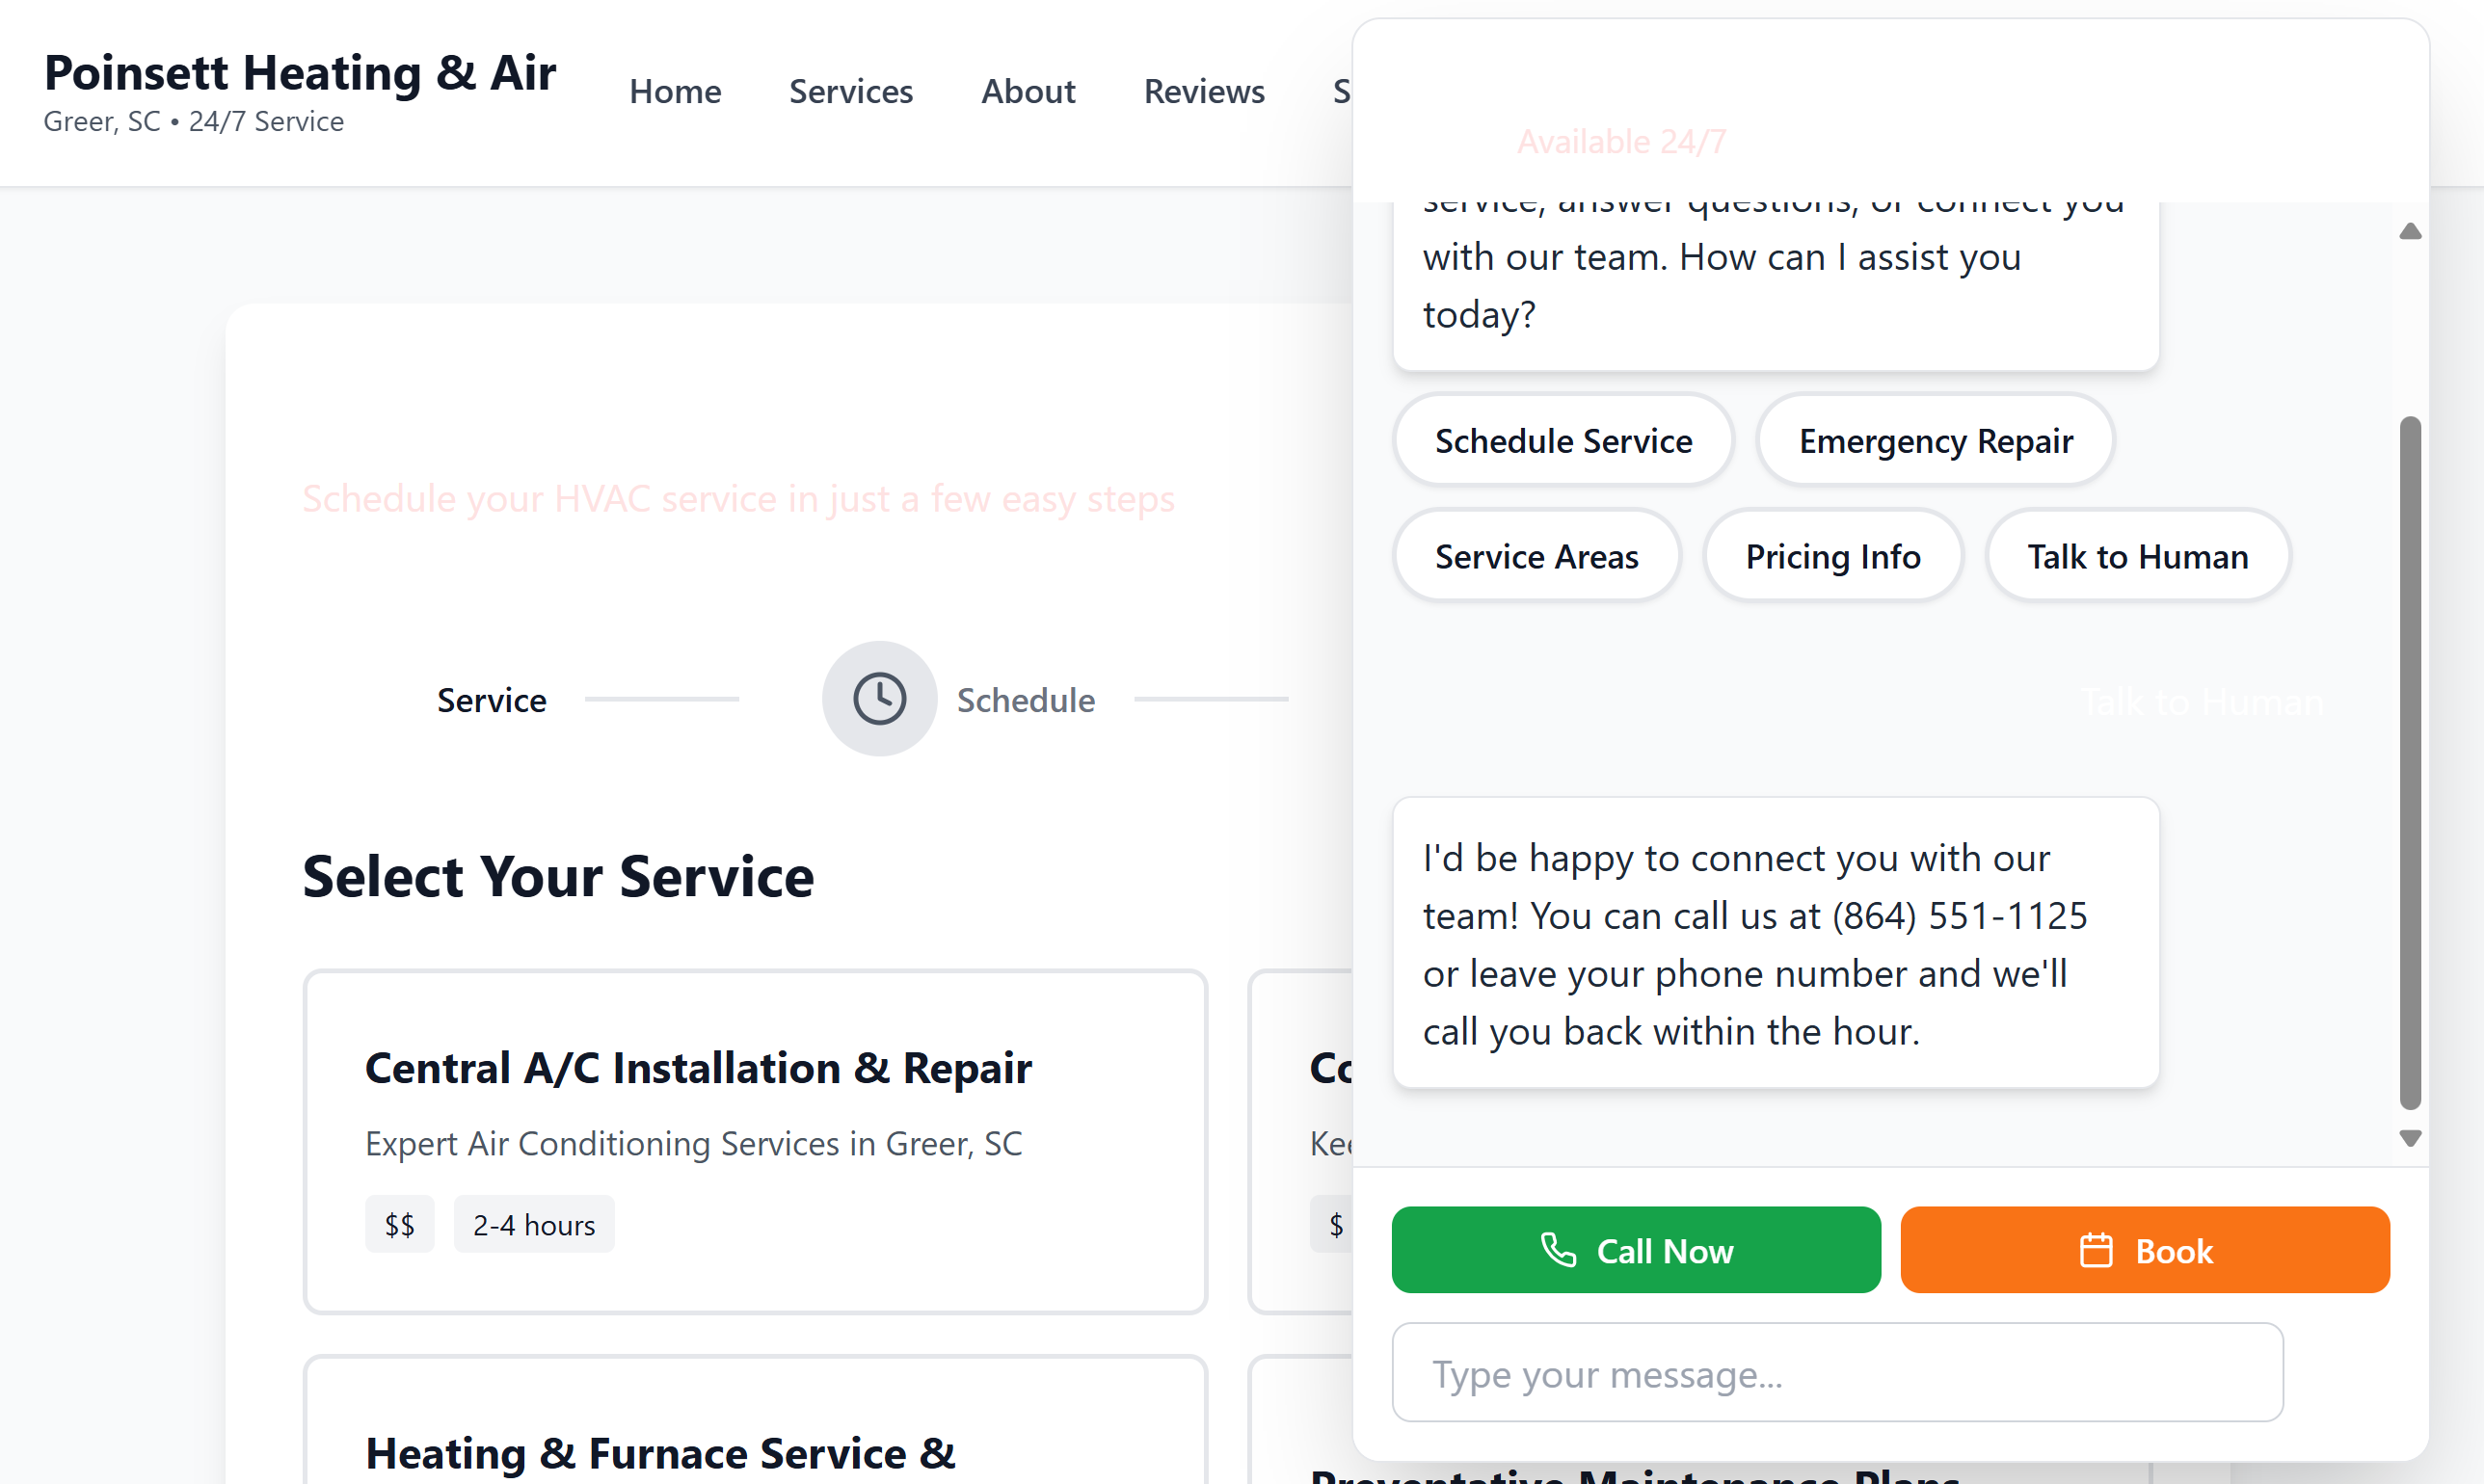 Poinsett Heating & Air
Greer, SC • 24/7 Service
Home
Services
About
Reviews
S
Schedule your HVAC service in just a few easy steps
Service
Schedule
Select Your Service
Central A/C Installation & Repair
Expert Air Conditioning Services in Greer, SC
$$
2-4 hours
Co
Kee
$
Heating & Furnace Service &
Preventative Maintenance Plans
Available 24/7
service, answer questions, or connect you
with our team. How can I assist you
today?
Schedule Service
Emergency Repair
Service Areas
Pricing Info
Talk to Human
Talk to Human
I'd be happy to connect you with our
team! You can call us at (864) 551-1125
or leave your phone number and we'll
call you back within the hour.
Call Now
Book
Type your message...